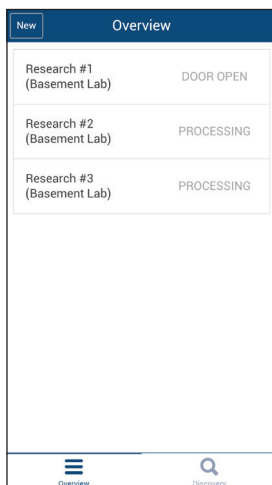 New Overview
Research #1
(Basement Lab)
DOOR OPEN
Research #2
(Basement Lab)
PROCESSING
Research #3
(Basement Lab)
PROCESSING
Overview Discovery